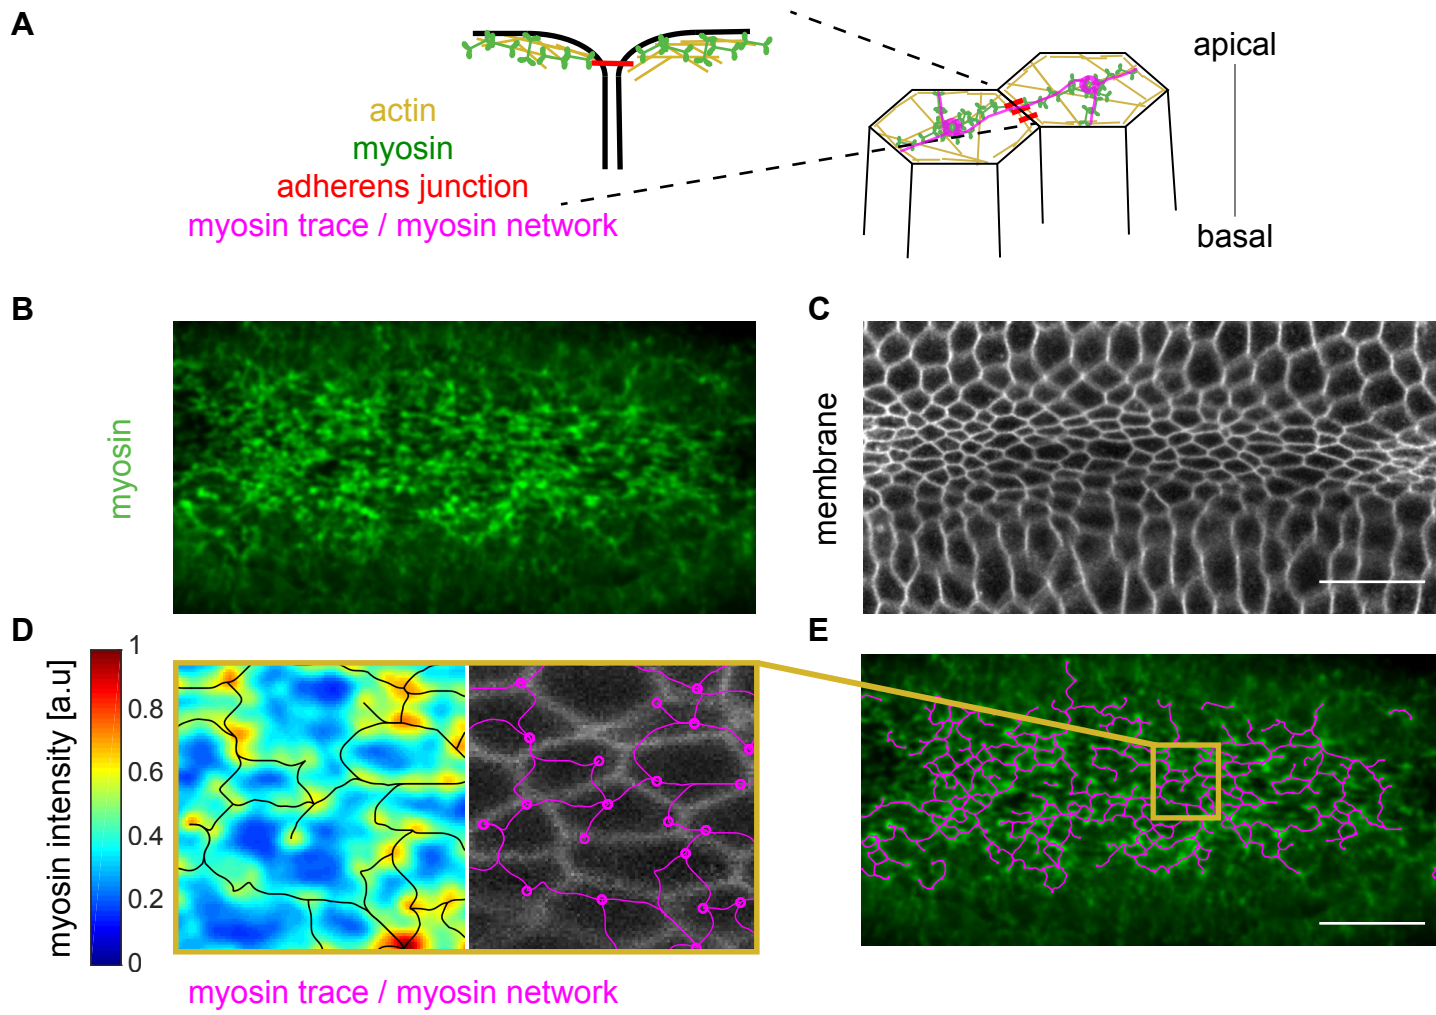 A
apical
actin
myosin
adherens junction
myosin trace / myosin network
basal
B
C
myosin
membrane
D
E
myosin intensity [a.u]
1
0.8
0.6
0.4
0.2
0
myosin trace / myosin network